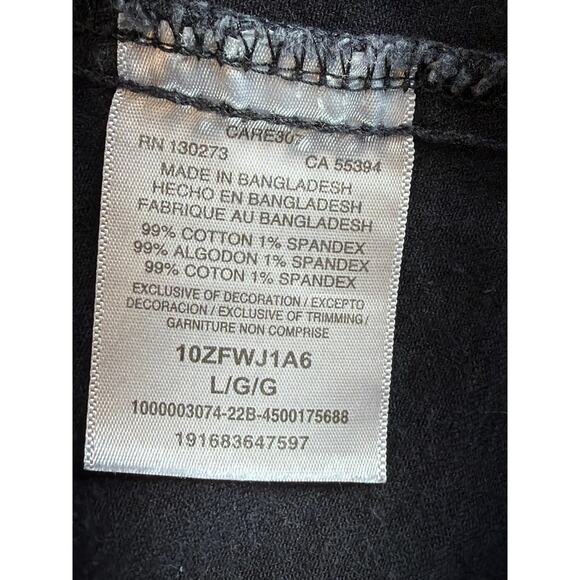 RN 130273 CA 55394
MADE IN BANGLADESH
HECHO EN BANGLADESH
FABRIQUE AU BANGLADESH
99% COTTON 1% SPANDEX
99% ALGODON 1% SPANDEX
99% COTON 1% SPANDEX
EXCLUSIVE OF DECORATION / EXCEPTO
DECORACION / EXCLUSIVE OF TRIMMING /
GARNITURE NON COMPRISE
10ZFWJ1A6
L/G/G
1000003074-22B-4500175688
191683647597